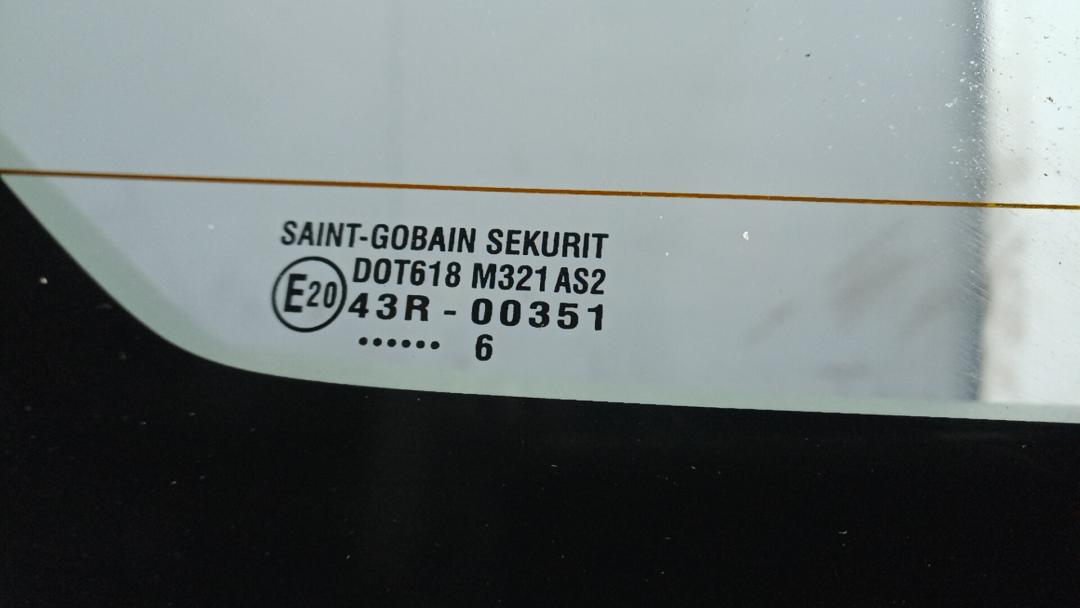 SAINT-GOBAIN SEKURIT
DOT618 M321 AS2
E20 43R - 00351
•••••• 6